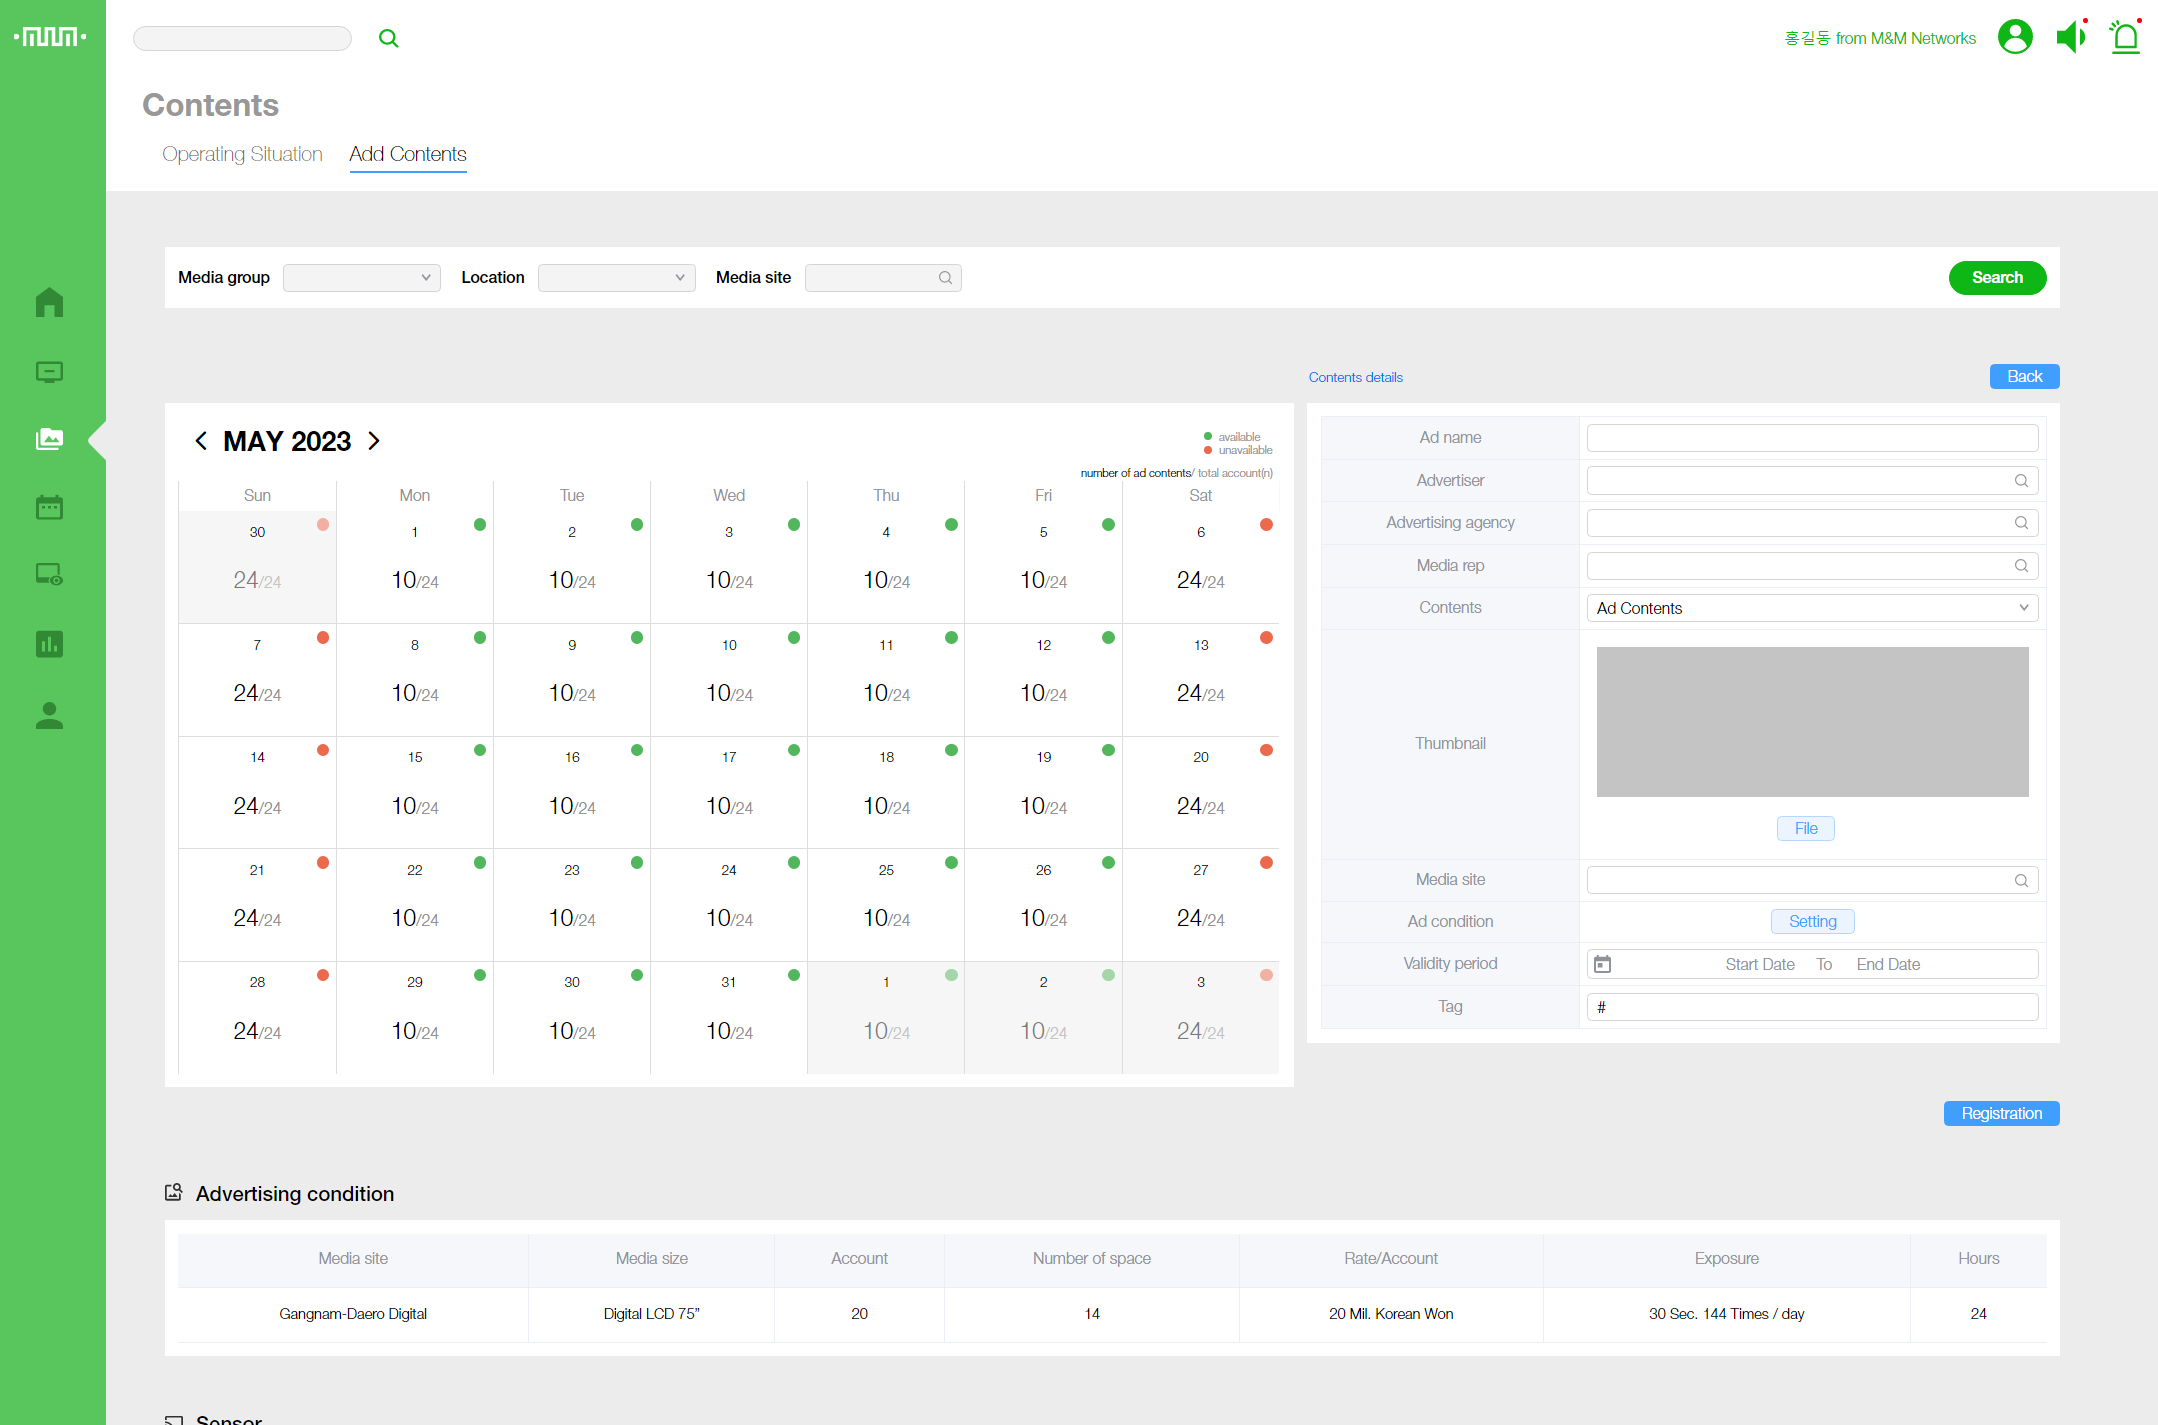 홍길동 from M&M Networks
Contents
Operating Situation Add Contents
Media group Location Media site Search
Contents details Back
MAY 2023
available
unavailable
number of ad contents/ total account(n)
Sun Mon Tue Wed Thu Fri Sat
30 1 2 3 4 5 6
24/24 10/24 10/24 10/24 10/24 10/24 24/24
7 8 9 10 11 12 13
24/24 10/24 10/24 10/24 10/24 10/24 24/24
14 15 16 17 18 19 20
24/24 10/24 10/24 10/24 10/24 10/24 24/24
21 22 23 24 25 26 27
24/24 10/24 10/24 10/24 10/24 10/24 24/24
28 29 30 31 1 2 3
24/24 10/24 10/24 10/24 10/24 10/24 24/24
Ad name
Advertiser
Advertising agency
Media rep
Contents Ad Contents
Thumbnail
File
Media site
Ad condition Setting
Validity period Start Date To End Date
Tag #
Registration
Advertising condition
Media site Media size Account Number of space Rate/Account Exposure Hours
Gangnam-Daero Digital Digital LCD 75” 20 14 20 Mil. Korean Won 30 Sec. 144 Times / day 24
Sensor